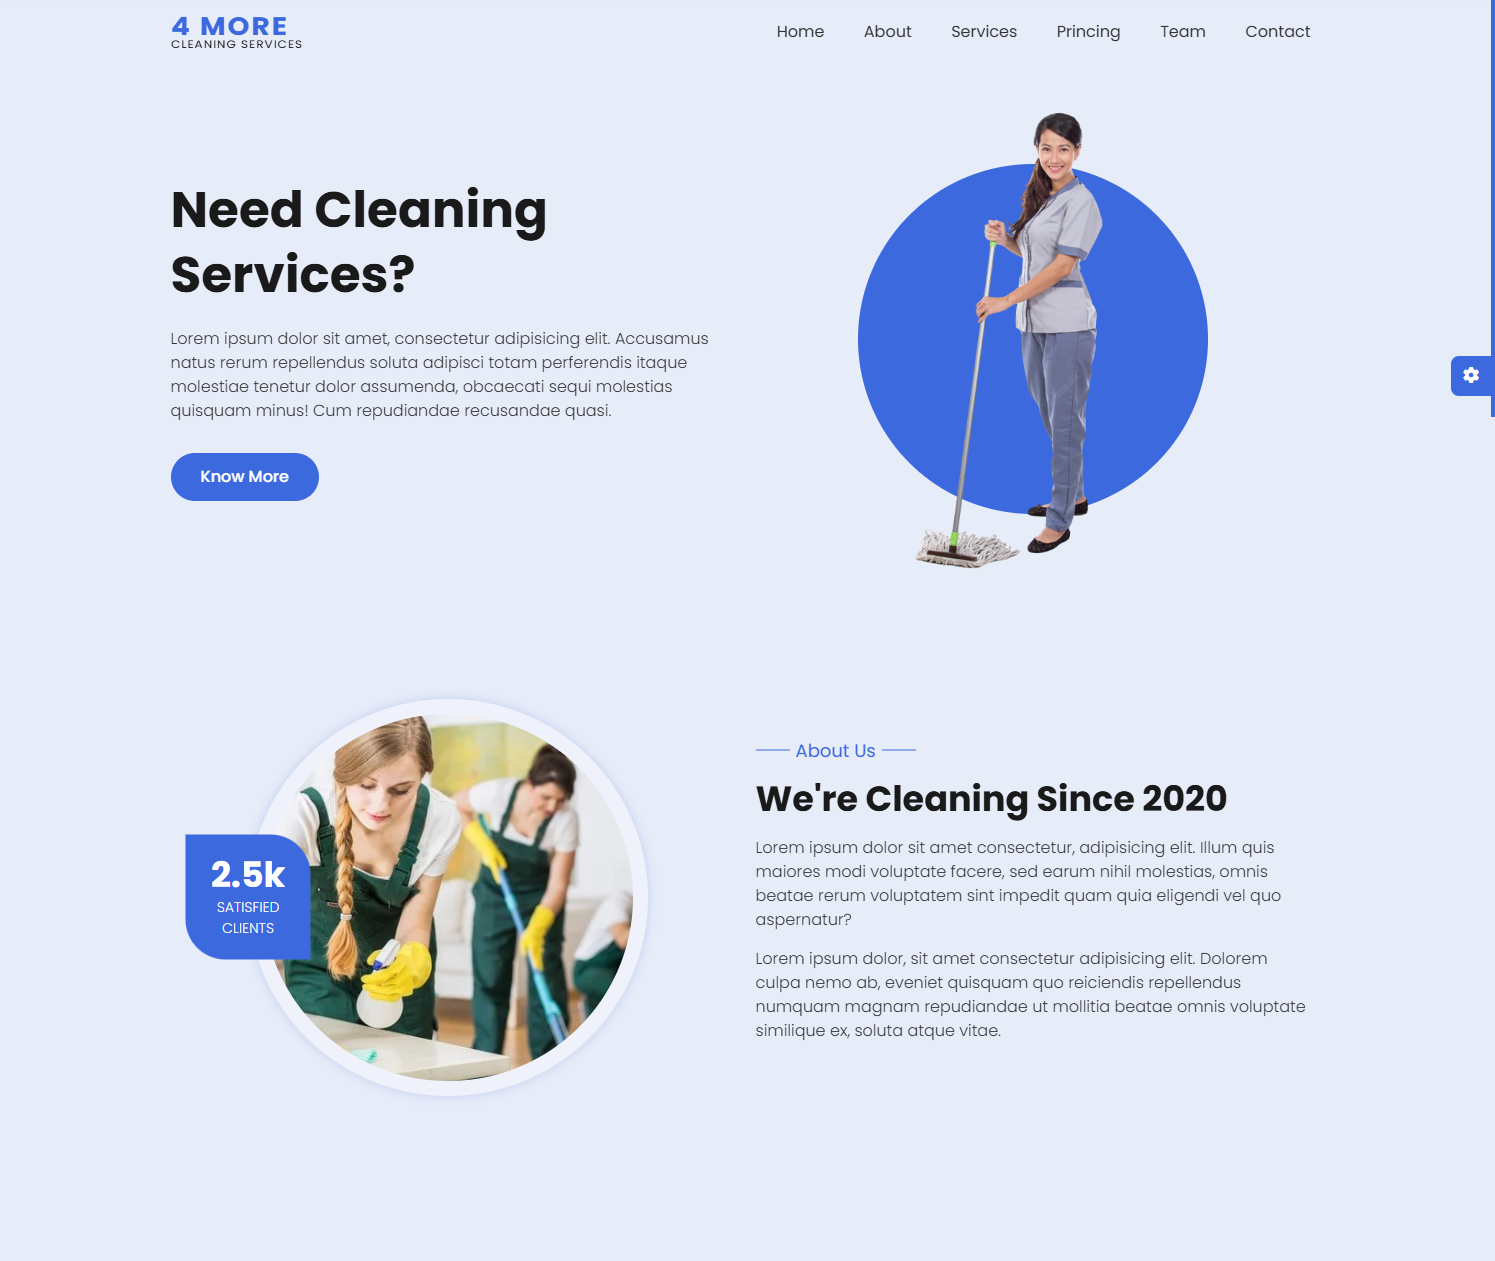 4 MORE
CLEANING SERVICES
Home
About
Services
Princing
Team
Contact
Need Cleaning
Services?
Lorem ipsum dolor sit amet, consectetur adipisicing elit. Accusamus
natus rerum repellendus soluta adipisci totam perferendis itaque
molestiae tenetur dolor assumenda, obcaecati sequi molestias
quisquam minus! Cum repudiandae recusandae quasi.
Know More
2.5k
SATISFIED
CLIENTS
About Us
We're Cleaning Since 2020
Lorem ipsum dolor sit amet consectetur, adipisicing elit. Illum quis
maiores modi voluptate facere, sed earum nihil molestias, omnis
beatae rerum voluptatem sint impedit quam quia eligendi vel quo
aspernatur?
Lorem ipsum dolor, sit amet consectetur adipisicing elit. Dolorem
culpa nemo ab, eveniet quisquam quo reiciendis repellendus
numquam magnam repudiandae ut mollitia beatae omnis voluptate
similique ex, soluta atque vitae.